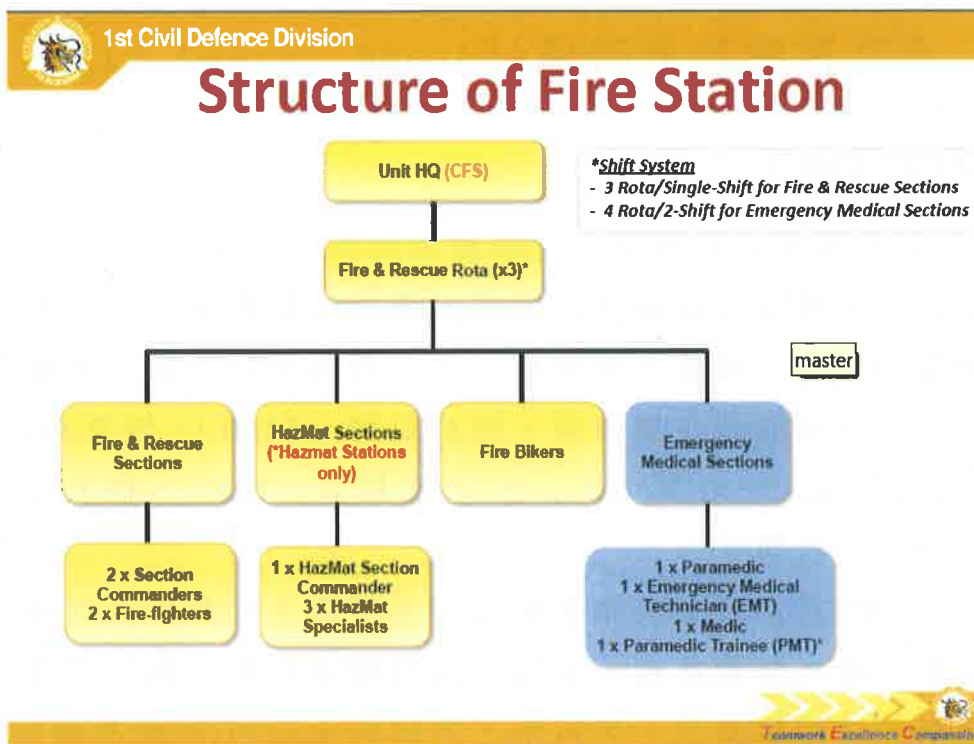 1st Civil Defence Division
Structure of Fire Station
Unit HQ (CFS)
*Shift System
- 3 Rota/Single-Shift for Fire & Rescue Sections
- 4 Rota/2-Shift for Emergency Medical Sections
Fire & Rescue Rota (x3)*
master
Fire & Rescue
Sections
HazMat Sections
(*Hazmat Stations
only)
Fire Bikers
Emergency
Medical Sections
2 x Section
Commanders
2 x Fire-fighters
1 x HazMat Section
Commander
3 x HazMat
Specialists
1 x Paramedic
1 x Emergency Medical
Technician (EMT)
1 x Medic
1 x Paramedic Trainee (PMT)*
Teamwork Excellence Compassion